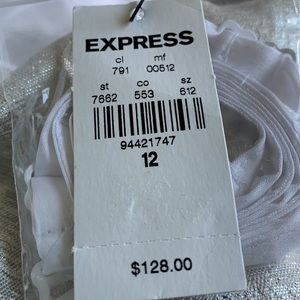 EXPRESS
cl mf
791 00512
st co sz
7662 553 612
94421747
12
$128.00